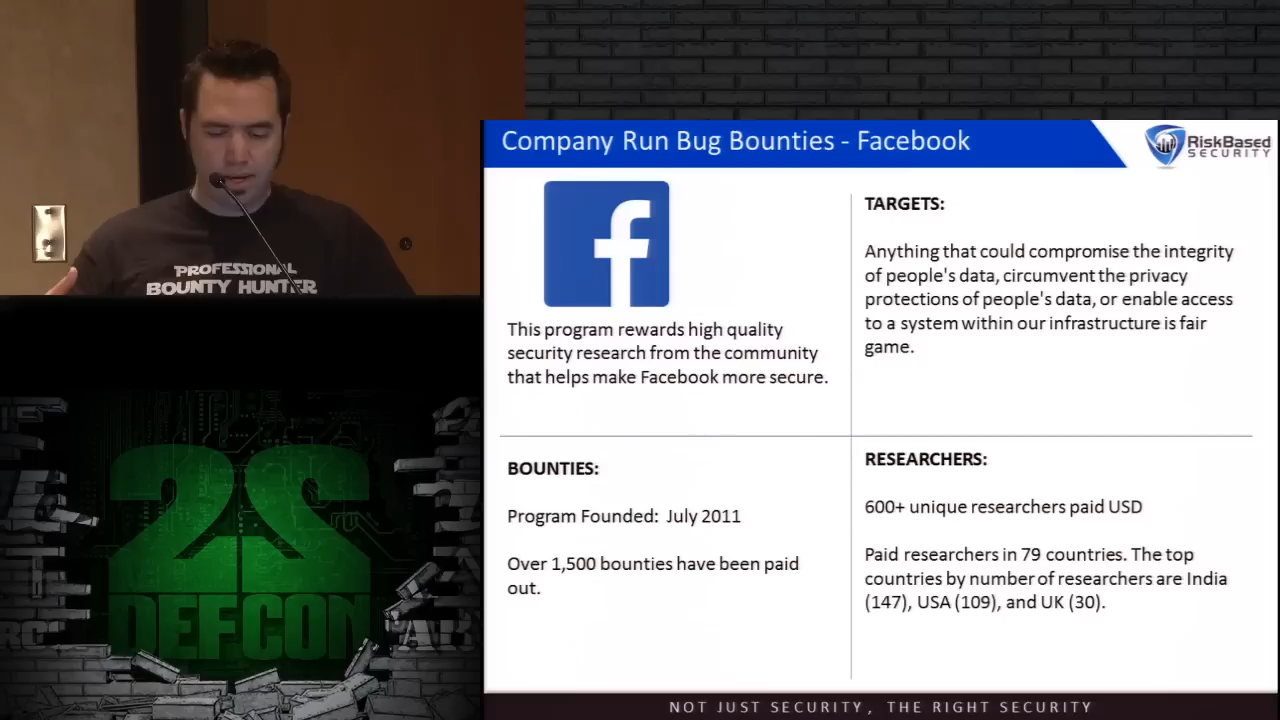 PROFESSIONAL
BOUNTY HUNTER
Company Run Bug Bounties - Facebook
RiskBased
SECURITY
f
This program rewards high quality
security research from the community
that helps make Facebook more secure.
TARGETS:
Anything that could compromise the integrity
of people's data, circumvent the privacy
protections of people's data, or enable access
to a system within our infrastructure is fair
game.
BOUNTIES:
Program Founded: July 2011
Over 1,500 bounties have been paid
out.
RESEARCHERS:
600+ unique researchers paid USD
Paid researchers in 79 countries. The top
countries by number of researchers are India
(147), USA (109), and UK (30).
22
DEFCON
NOT JUST SECURITY, THE RIGHT SECURITY